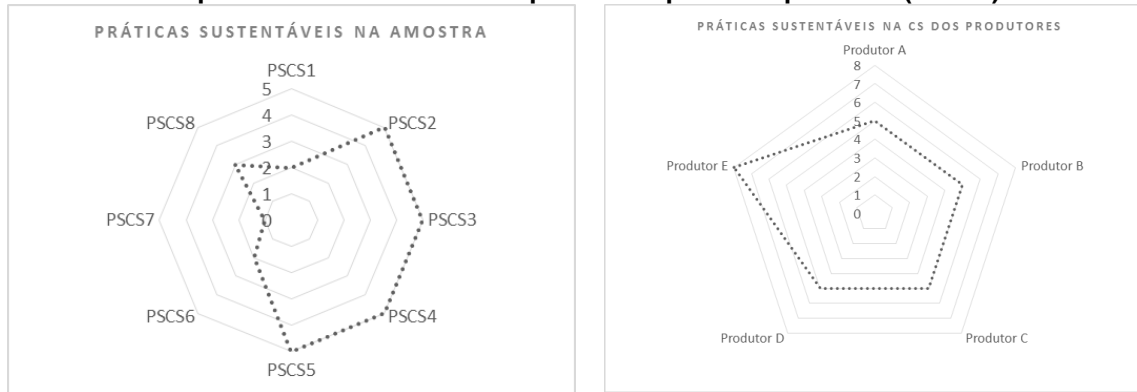 PRÁTICAS SUSTENTÁVEIS NA AMOSTRA
PSCS1
5
4
3
2
1
0
PSCS2
PSCS3
PSCS4
PSCS5
PSCS6
PSCS7
PSCS8
PRÁTICAS SUSTENTÁVEIS NA CS DOS PRODUTORES
Produtor A
8
7
6
5
4
3
2
1
0
Produtor B
Produtor C
Produtor D
Produtor E